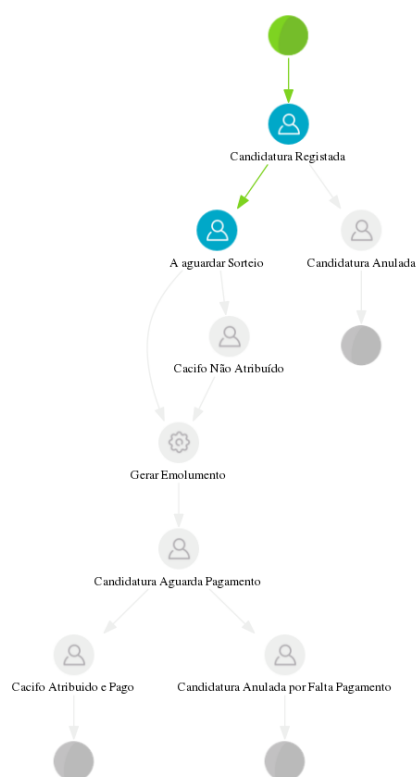 Candidatura Registada
A aguardar Sorteio
Candidatura Anulada
Cacifo Não Atribuído
Gerar Emolumento
Candidatura Aguarda Pagamento
Cacifo Atribuido e Pago
Candidatura Anulada por Falta Pagamento